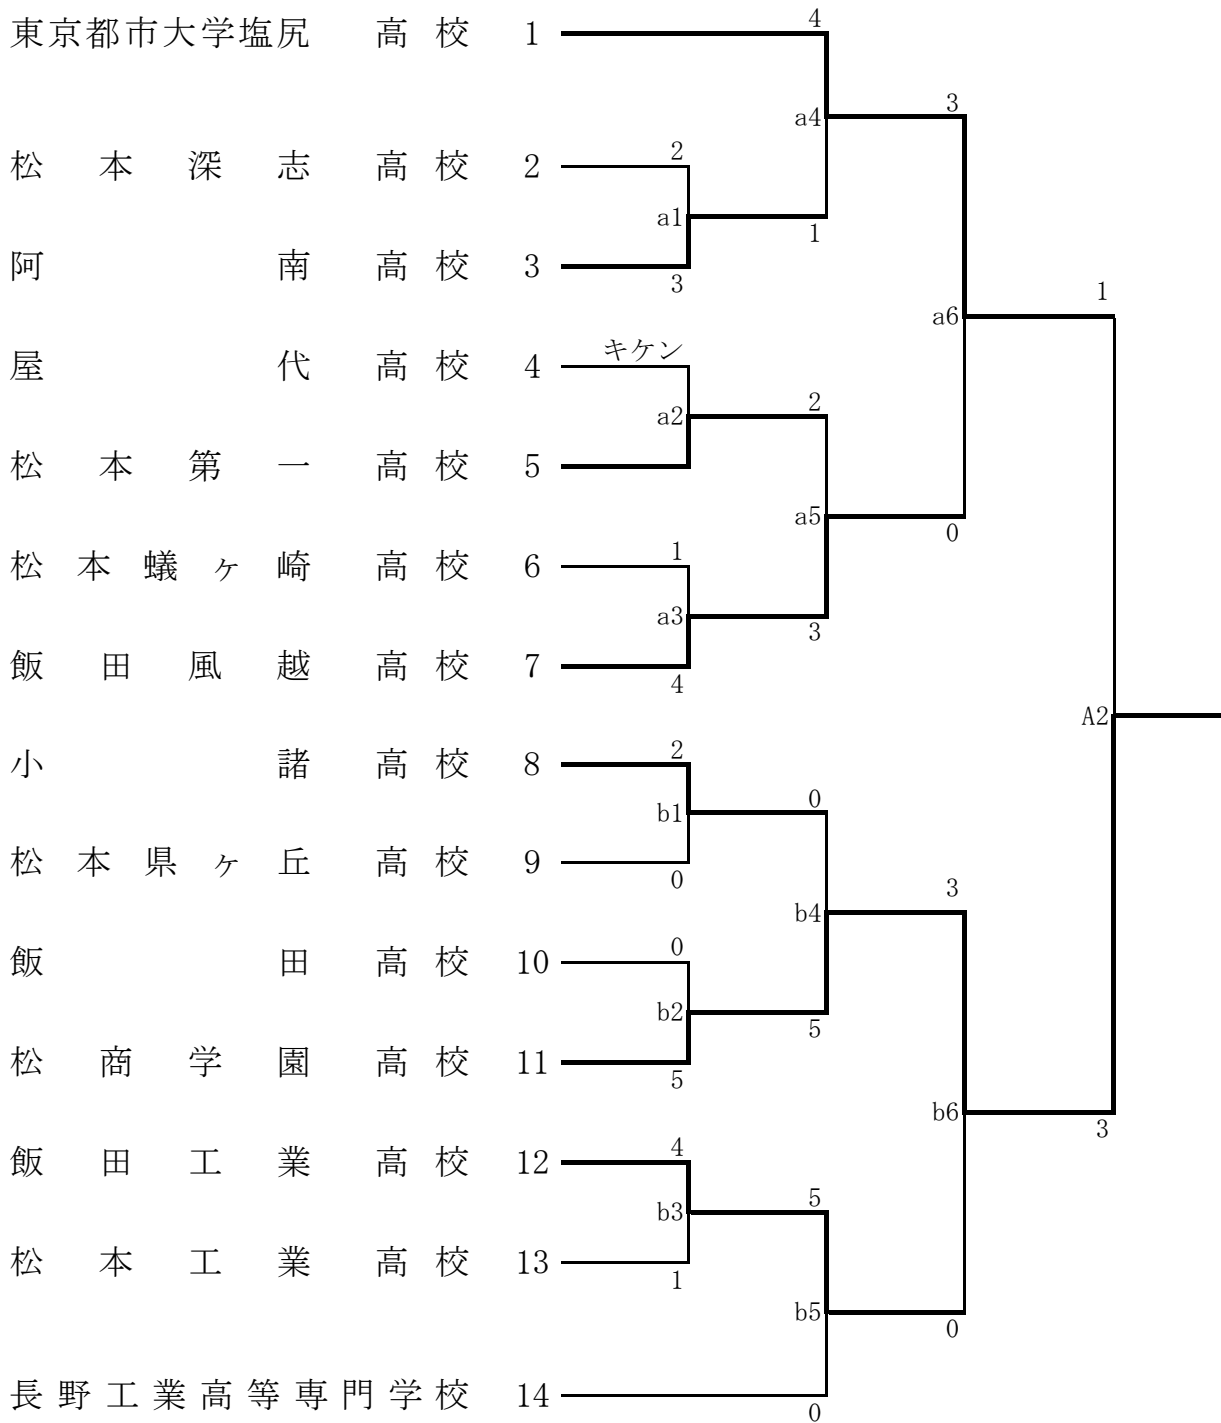 東京都市大学塩尻 高校 1 4
a4 3
松本深志 高校 2 2
a1 1
阿南 高校 3 3
1
a6
屋代 高校 4 キケン
a2 2
松本第一 高校 5
a5 0
松本蟻ヶ崎 高校 6 1
a3 3
飯田風越 高校 7 4
A2
小諸 高校 8 2
b1 0
松本県ヶ丘 高校 9 0
b4 3
飯田 高校 10 0
b2 5
松商学園 高校 11 5
b6 3
飯田工業 高校 12 4
b3 5
松本工業 高校 13 1
b5 0
長野工業高等専門学校 14 0